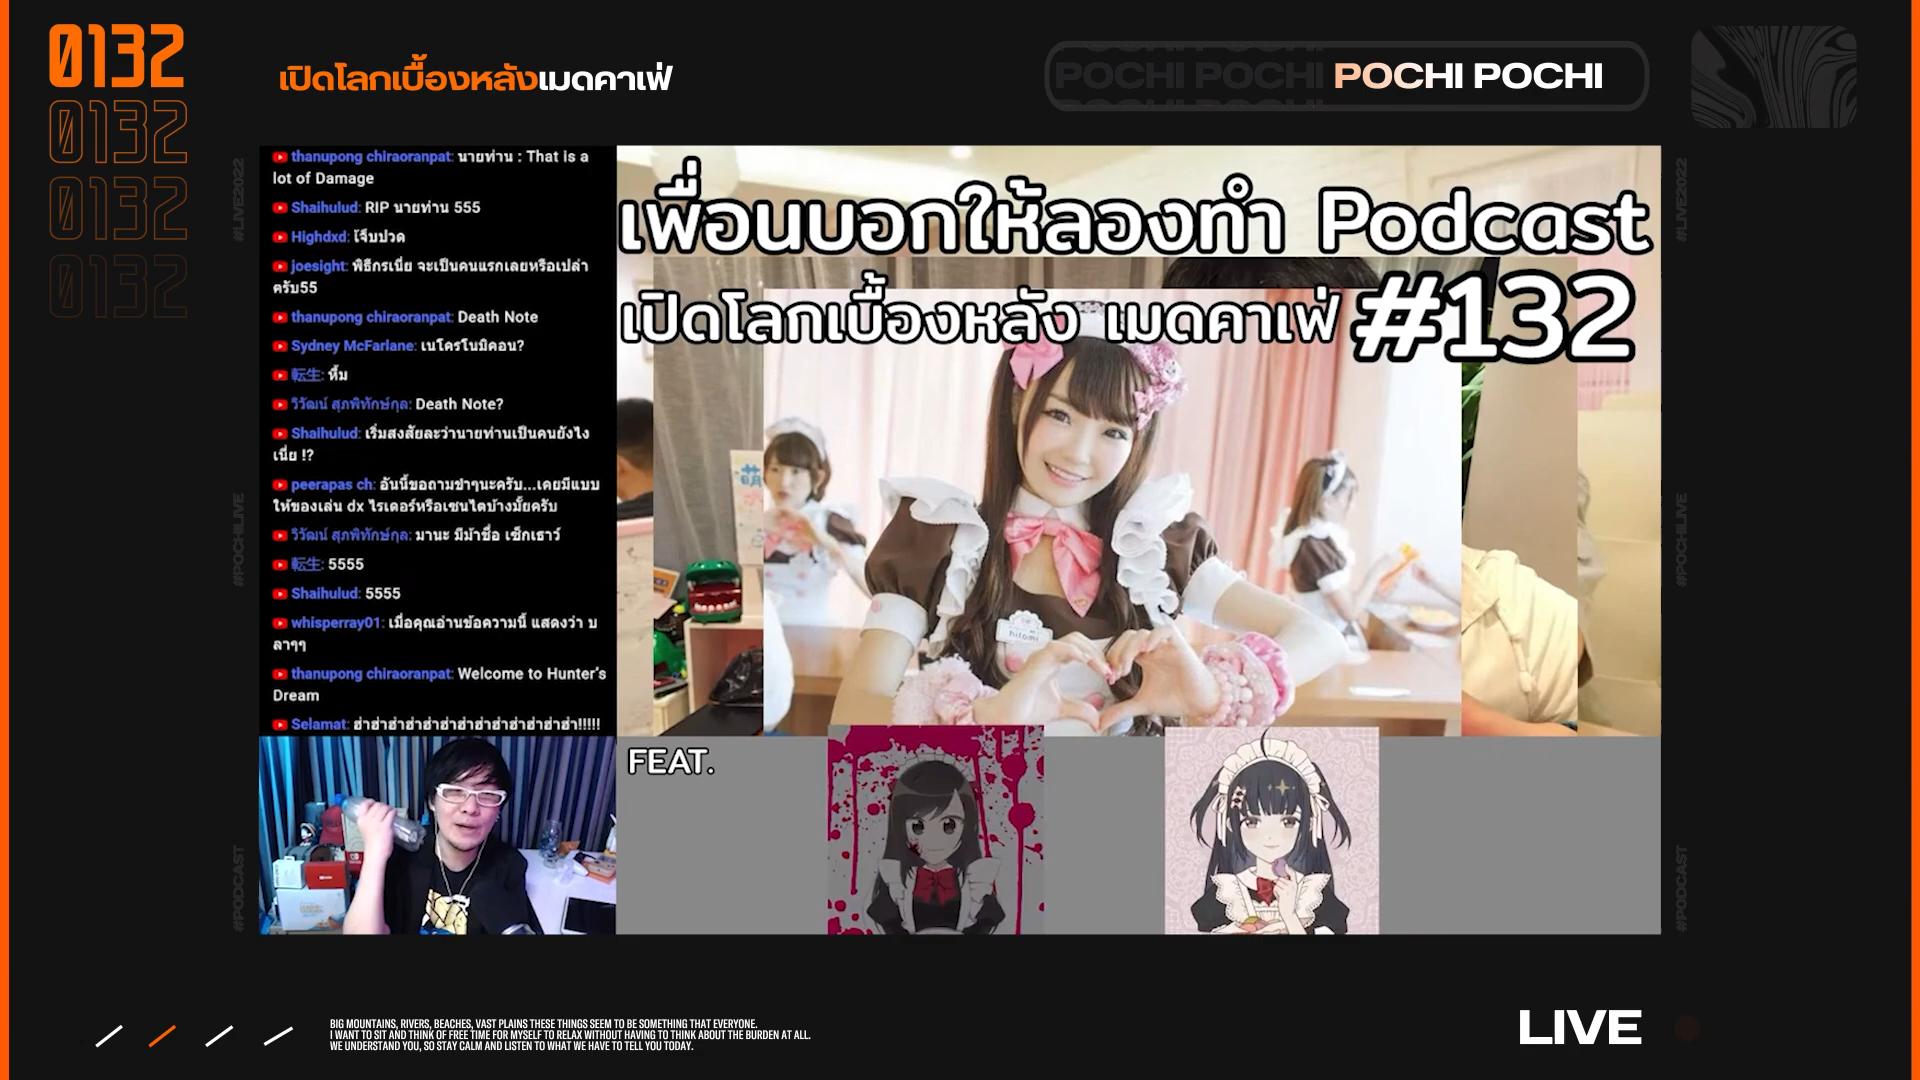 0132
0132
0132
0132
เปิดโลกเบื้องหลังเมดคาเฟ่
POCHI POCHI POCHI POCHI
#LIVE2022
#POCHILIVE
#PODCAST
thanupong chiraoranpat: นายท่าน : That is a
lot of Damage
Shaihulud: RIP นายท่าน 555
Highdxd: โจ๊บปวด
joesight: พิธีกรเนี่ย จะเป็นคนแรกเลยหรือเปล่า
ครับ55
thanupong chiraoranpat: Death Note
Sydney McFarlane: เนโครโนมิคอน?
転生: หึ้ม
วิวัฒน์ สุภพิทักษ์กุล: Death Note?
Shaihulud: เริ่มสงสัยละว่านายท่านเป็นคนยังไง
เนี่ย !?
peerapas ch: อันนี้ขอถามขำๆนะครับ...เคยมีแบบ
ให้ของเล่น dx ไรเดอร์หรือเซนไตบ้างมั้ยครับ
วิวัฒน์ สุภพิทักษ์กุล: มานะ มีม้าชื่อ เซ็กเธาว์
転生: 5555
Shaihulud: 5555
whisperray01: เมื่อคุณอ่านข้อความนี้ แสดงว่า บ
ลาๆๆ
thanupong chiraoranpat: Welcome to Hunter's
Dream
Selamat: ฮ่าฮ่าฮ่าฮ่าฮ่าฮ่าฮ่าฮ่าฮ่าฮ่าฮ่าฮ่าฮ่า!!!!!
เพื่อนบอกให้ลองทำ Podcast
เปิดโลกเบื้องหลัง เมดคาเฟ่ #132
萌
hitomi
FEAT.
#LIVE2022
#POCHILIVE
#PODCAST
BIG MOUNTAINS, RIVERS, BEACHES, VAST PLAINS THESE THINGS SEEM TO BE SOMETHING THAT EVERYONE.
I WANT TO SIT AND THINK OF FREE TIME FOR MYSELF TO RELAX WITHOUT HAVING TO THINK ABOUT THE BURDEN AT ALL.
WE UNDERSTAND YOU, SO STAY CALM AND LISTEN TO WHAT WE HAVE TO TELL YOU TODAY.
LIVE